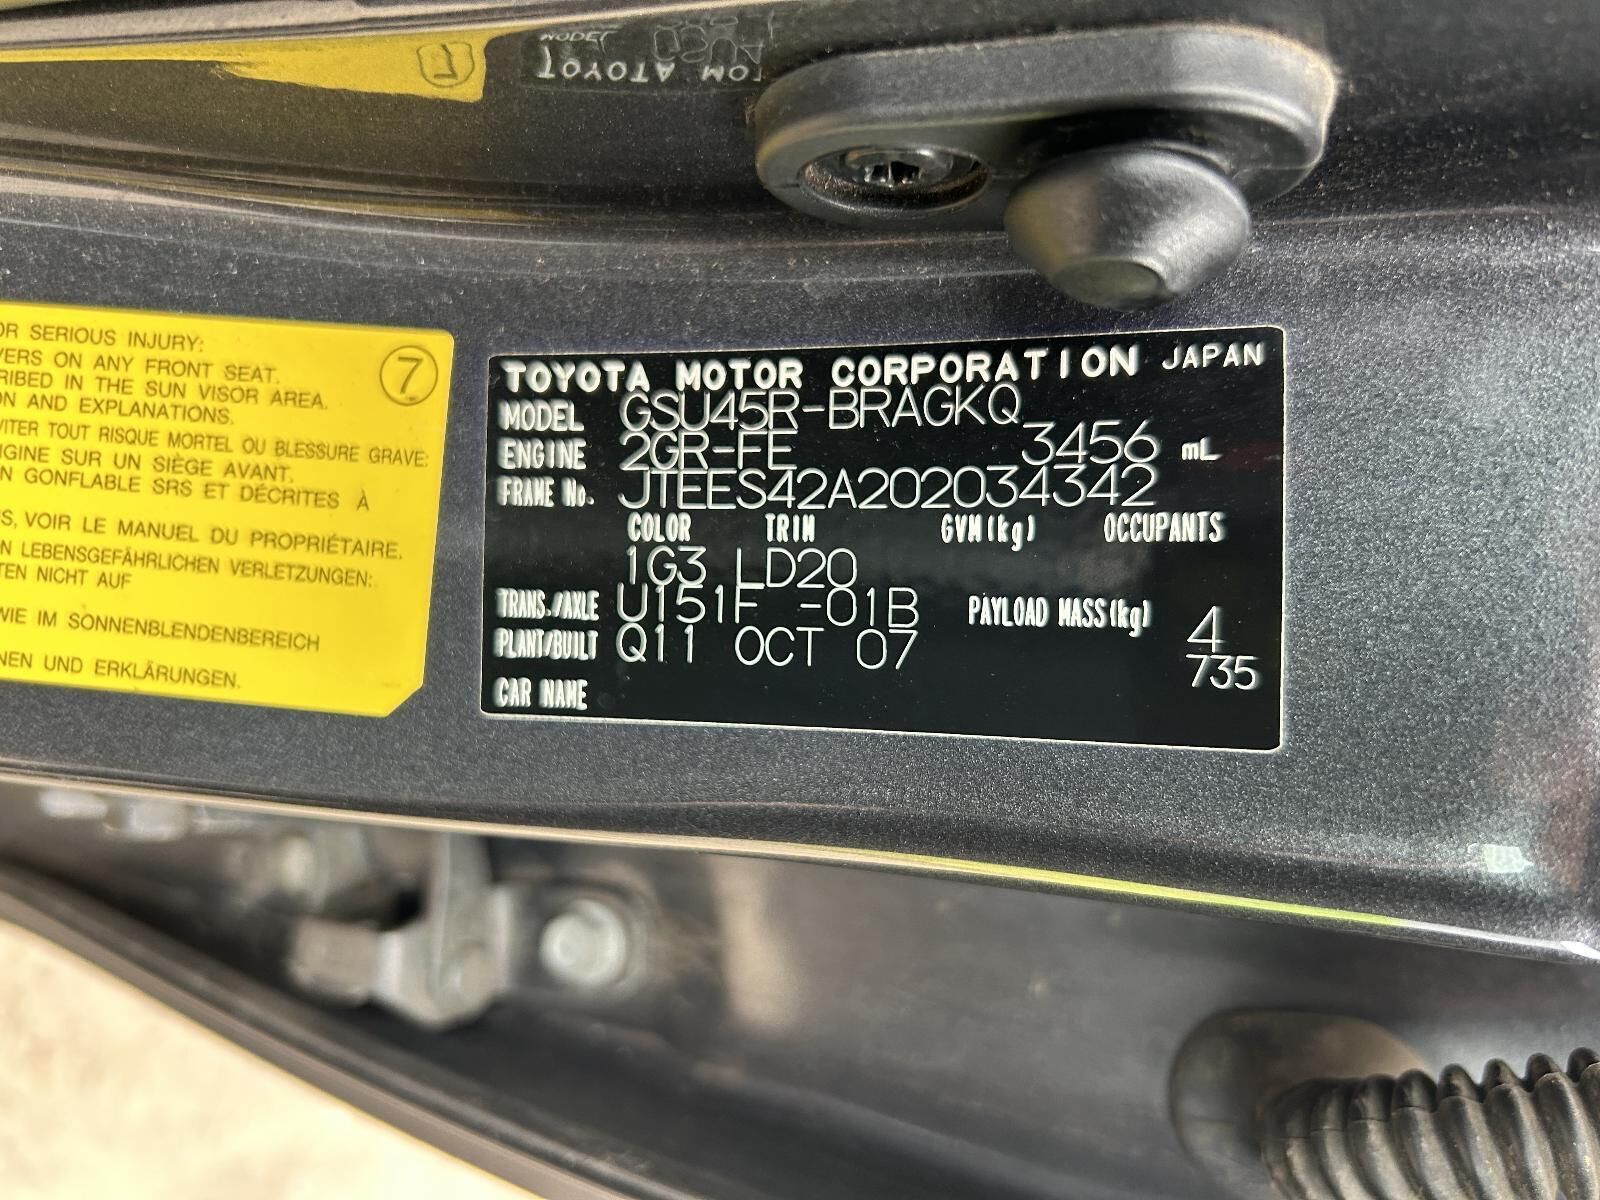 OR SERIOUS INJURY:
VERS ON ANY FRONT SEAT.
RIBED IN THE SUN VISOR AREA.
ON AND EXPLANATIONS.
VITER TOUT RISQUE MORTEL OU BLESSURE GRAVE:
GINE SUR UN SIÈGE AVANT.
N GONFLABLE SRS ET DÉCRITES À
S, VOIR LE MANUEL DU PROPRIÉTAIRE.
N LEBENSGEFÄHRLICHEN VERLETZUNGEN:
TEN NICHT AUF
WIE IM SONNENBLENDENBEREICH
NEN UND ERKLÄRUNGEN.
7
TOYOTA MOTOR CORPORATION JAPAN
MODEL GSU45R-BRAGKQ
ENGINE 2GR-FE 3456 mL
FRAME No. JTEES42A202034342
COLOR TRIM GVM(kg) OCCUPANTS
1G3 LD20
TRANS./AXLE U151F -01B PAYLOAD MASS(kg) 4
PLANT/BUILT Q11 OCT 07 735
CAR NAME